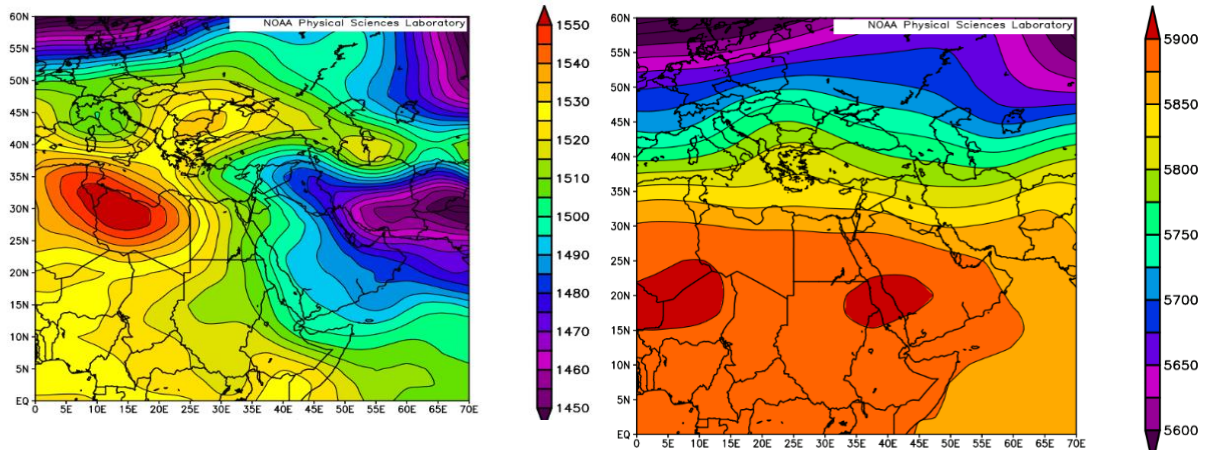 NOAA Physical Sciences Laboratory
60N
55N
50N
45N
40N
35N
30N
25N
20N
15N
10N
5N
EQ
0 5E 10E 15E 20E 25E 30E 35E 40E 45E 50E 55E 60E 65E 70E
1550
1540
1530
1520
1510
1500
1490
1480
1470
1460
1450
NOAA Physical Sciences Laboratory
60N
55N
50N
45N
40N
35N
30N
25N
20N
15N
10N
5N
EQ
0 5E 10E 15E 20E 25E 30E 35E 40E 45E 50E 55E 60E 65E 70E
5900
5850
5800
5750
5700
5650
5600